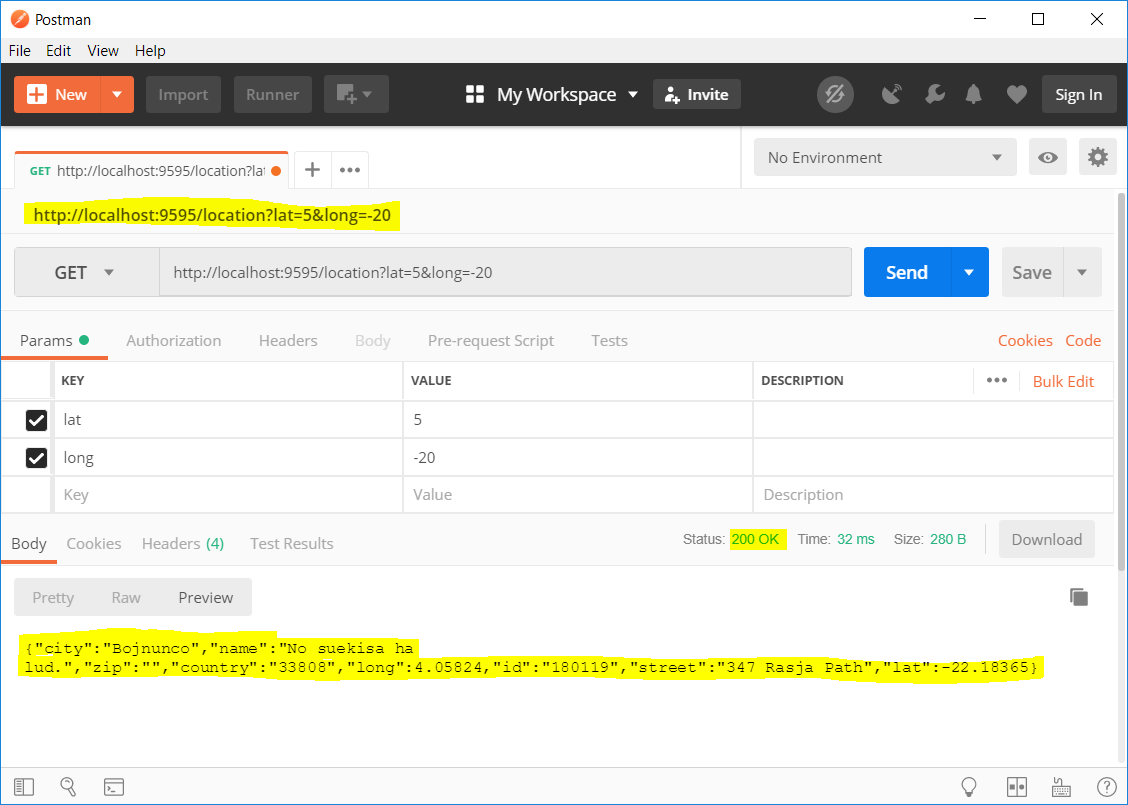 Postman
File Edit View Help
New Import Runner My Workspace Invite Sign In
GET http://localhost:9595/location?lat
No Environment
http://localhost:9595/location?lat=5&long=-20
GET http://localhost:9595/location?lat=5&long=-20 Send Save
Params Authorization Headers Body Pre-request Script Tests Cookies Code
KEY VALUE DESCRIPTION ••• Bulk Edit
lat 5
long -20
Key Value Description
Body Cookies Headers (4) Test Results Status: 200 OK Time: 32 ms Size: 280 B Download
Pretty Raw Preview
{"city":"Bojnunco","name":"No suekisa ha
lud.","zip":"","country":"33808","long":4.05824,"id":"180119","street":"347 Rasja Path","lat":-22.18365}